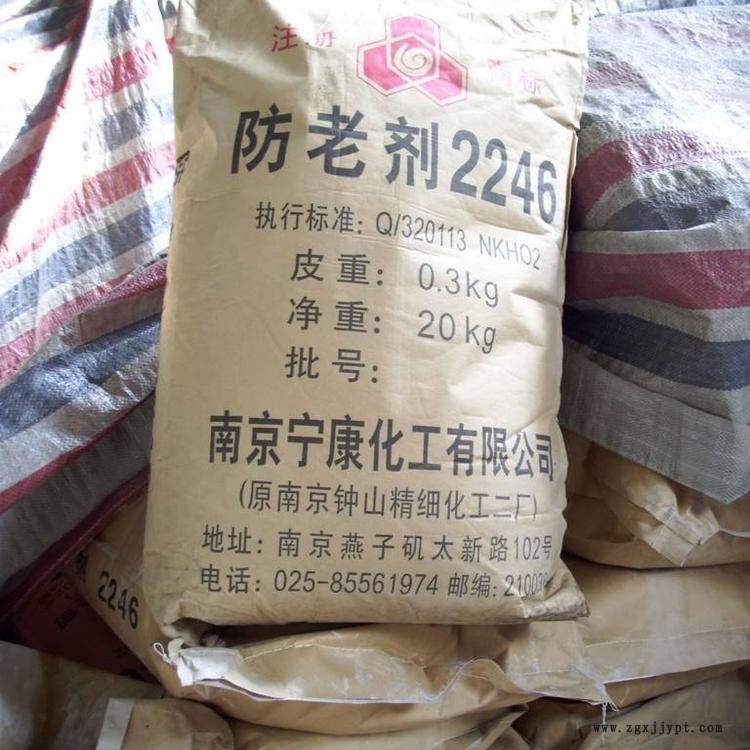 注册 商标
防老剂2246
执行标准：Q/320113 NKH02
皮重：0.3kg
净重：20kg
批号：
南京宁康化工有限公司
(原南京钟山精细化工二厂)
地址：南京燕子矶太新路102号
电话：025-85561974 邮编：21003
剂 2246
www.zgxjjypt.com